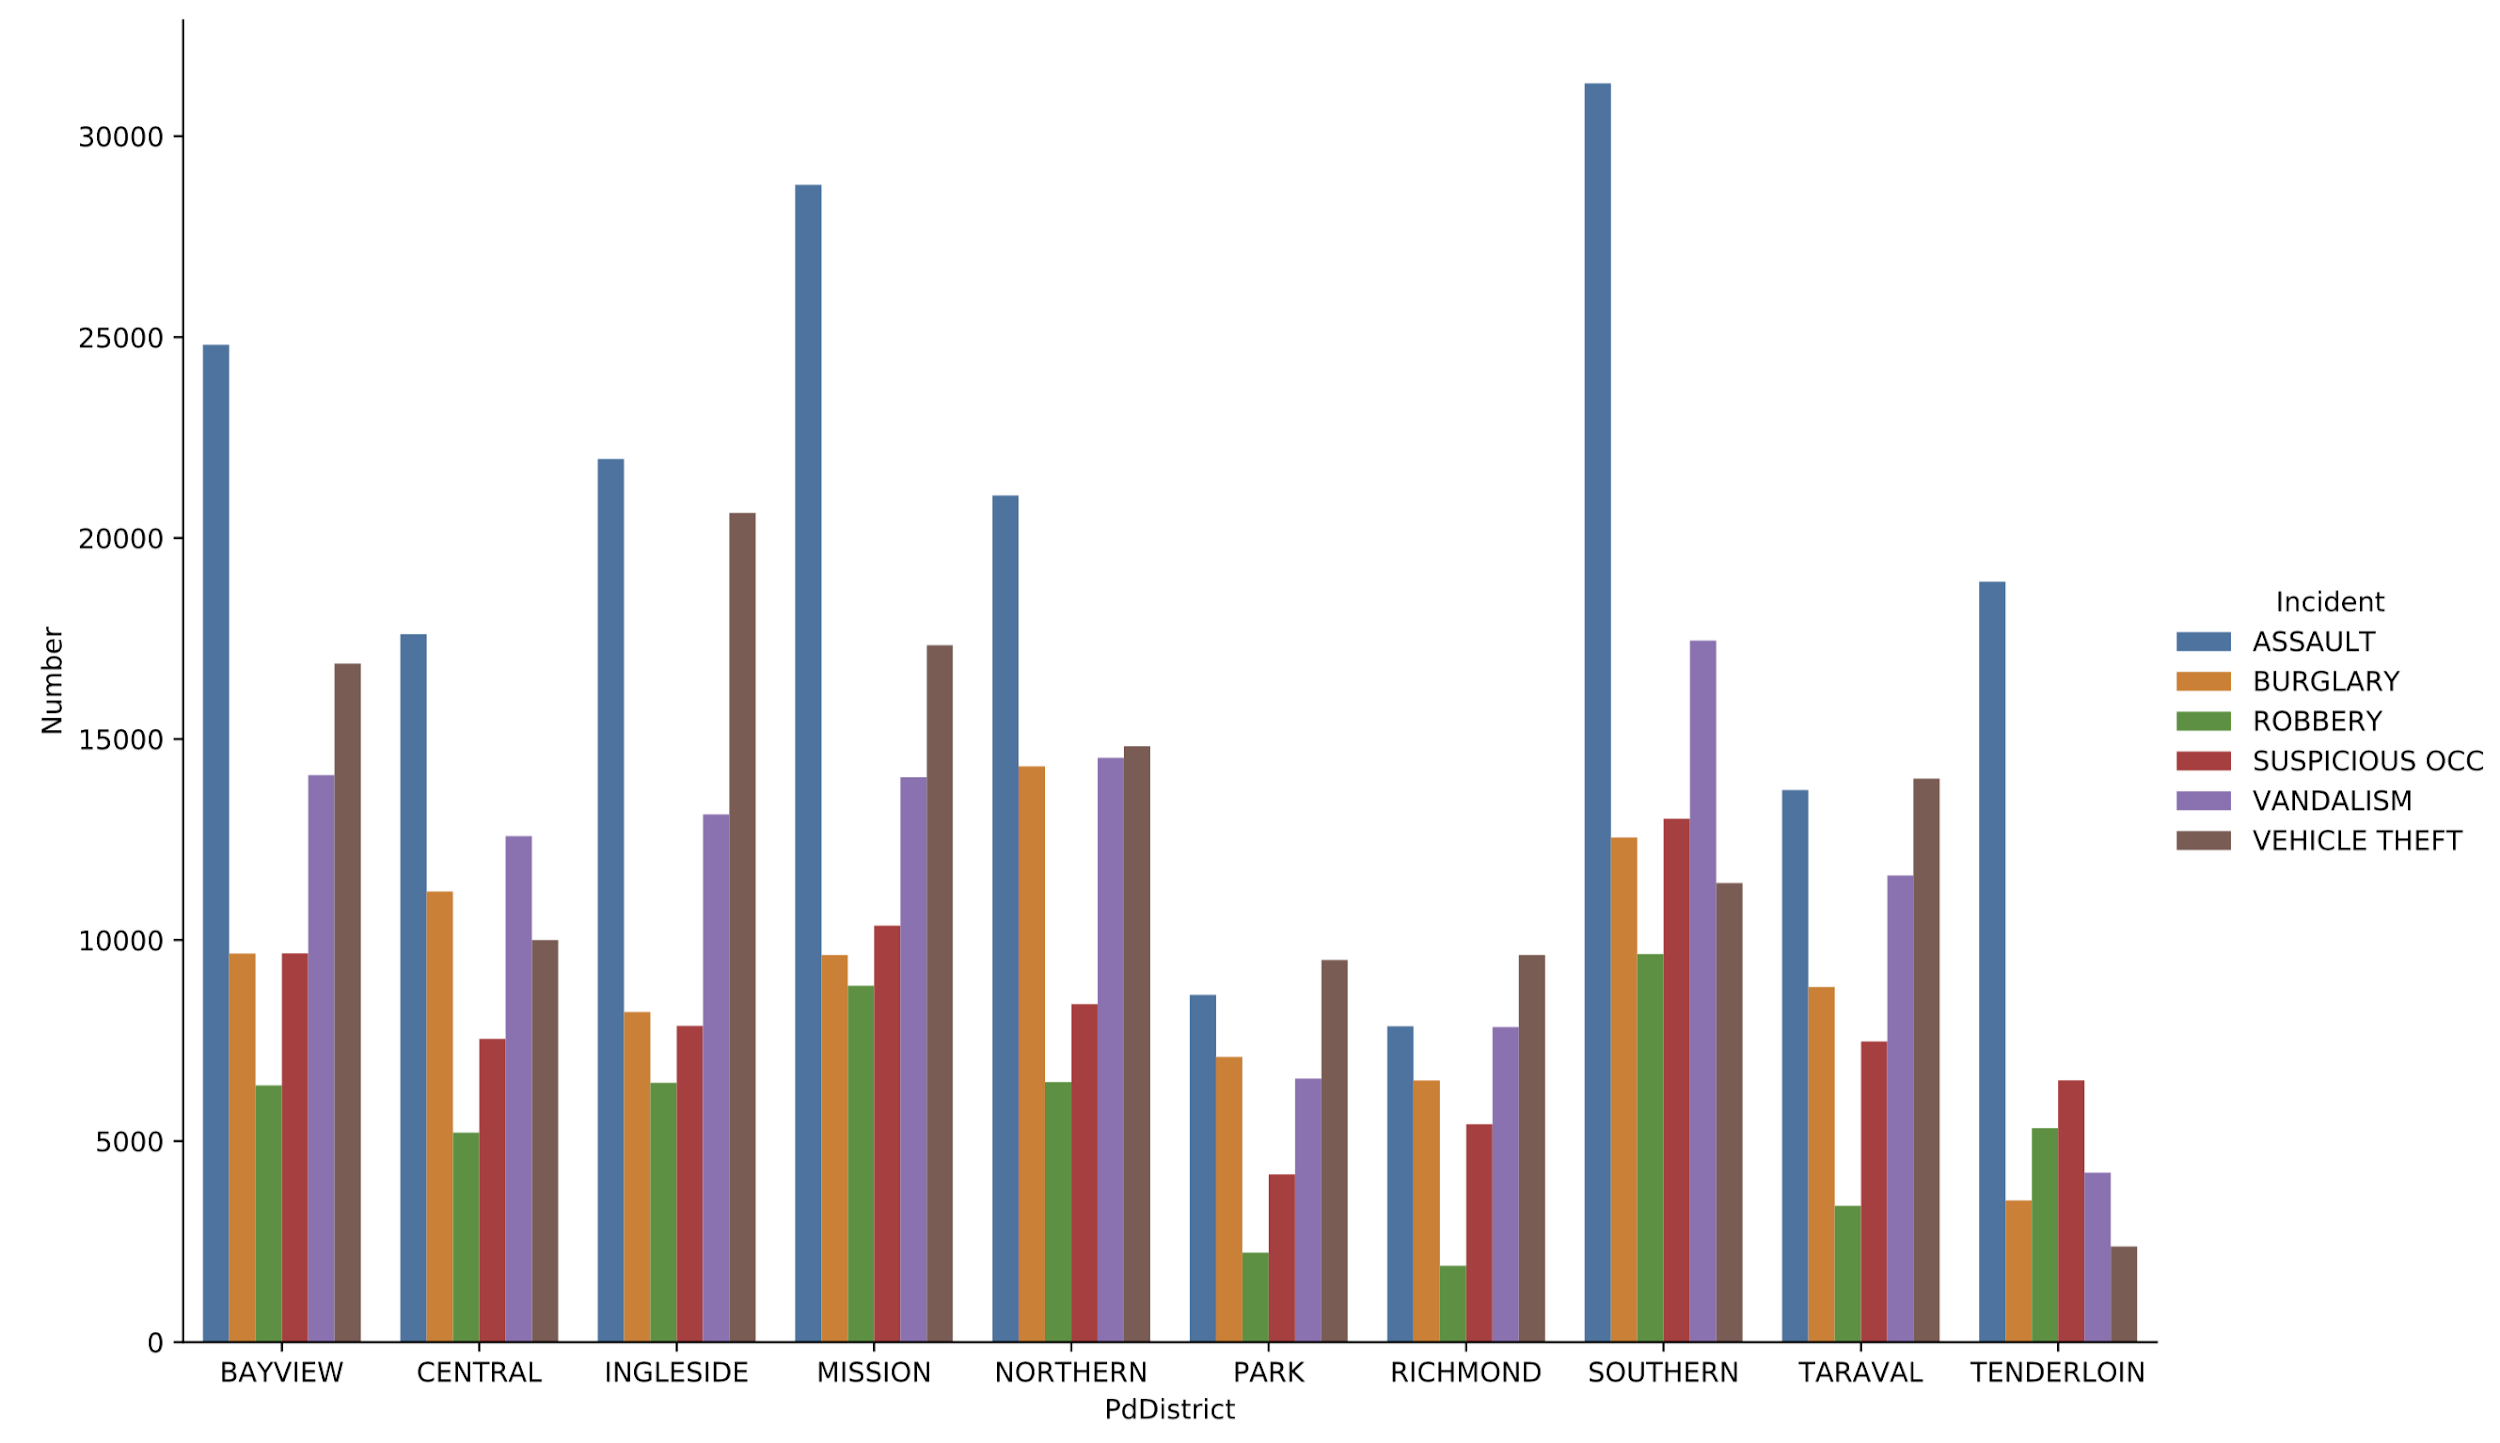 Number
30000
25000
20000
15000
10000
5000
0
BAYVIEW CENTRAL INGLESIDE MISSION NORTHERN PARK RICHMOND SOUTHERN TARAVAL TENDERLOIN
PdDistrict
Incident
ASSAULT
BURGLARY
ROBBERY
SUSPICIOUS OCC
VANDALISM
VEHICLE THEFT